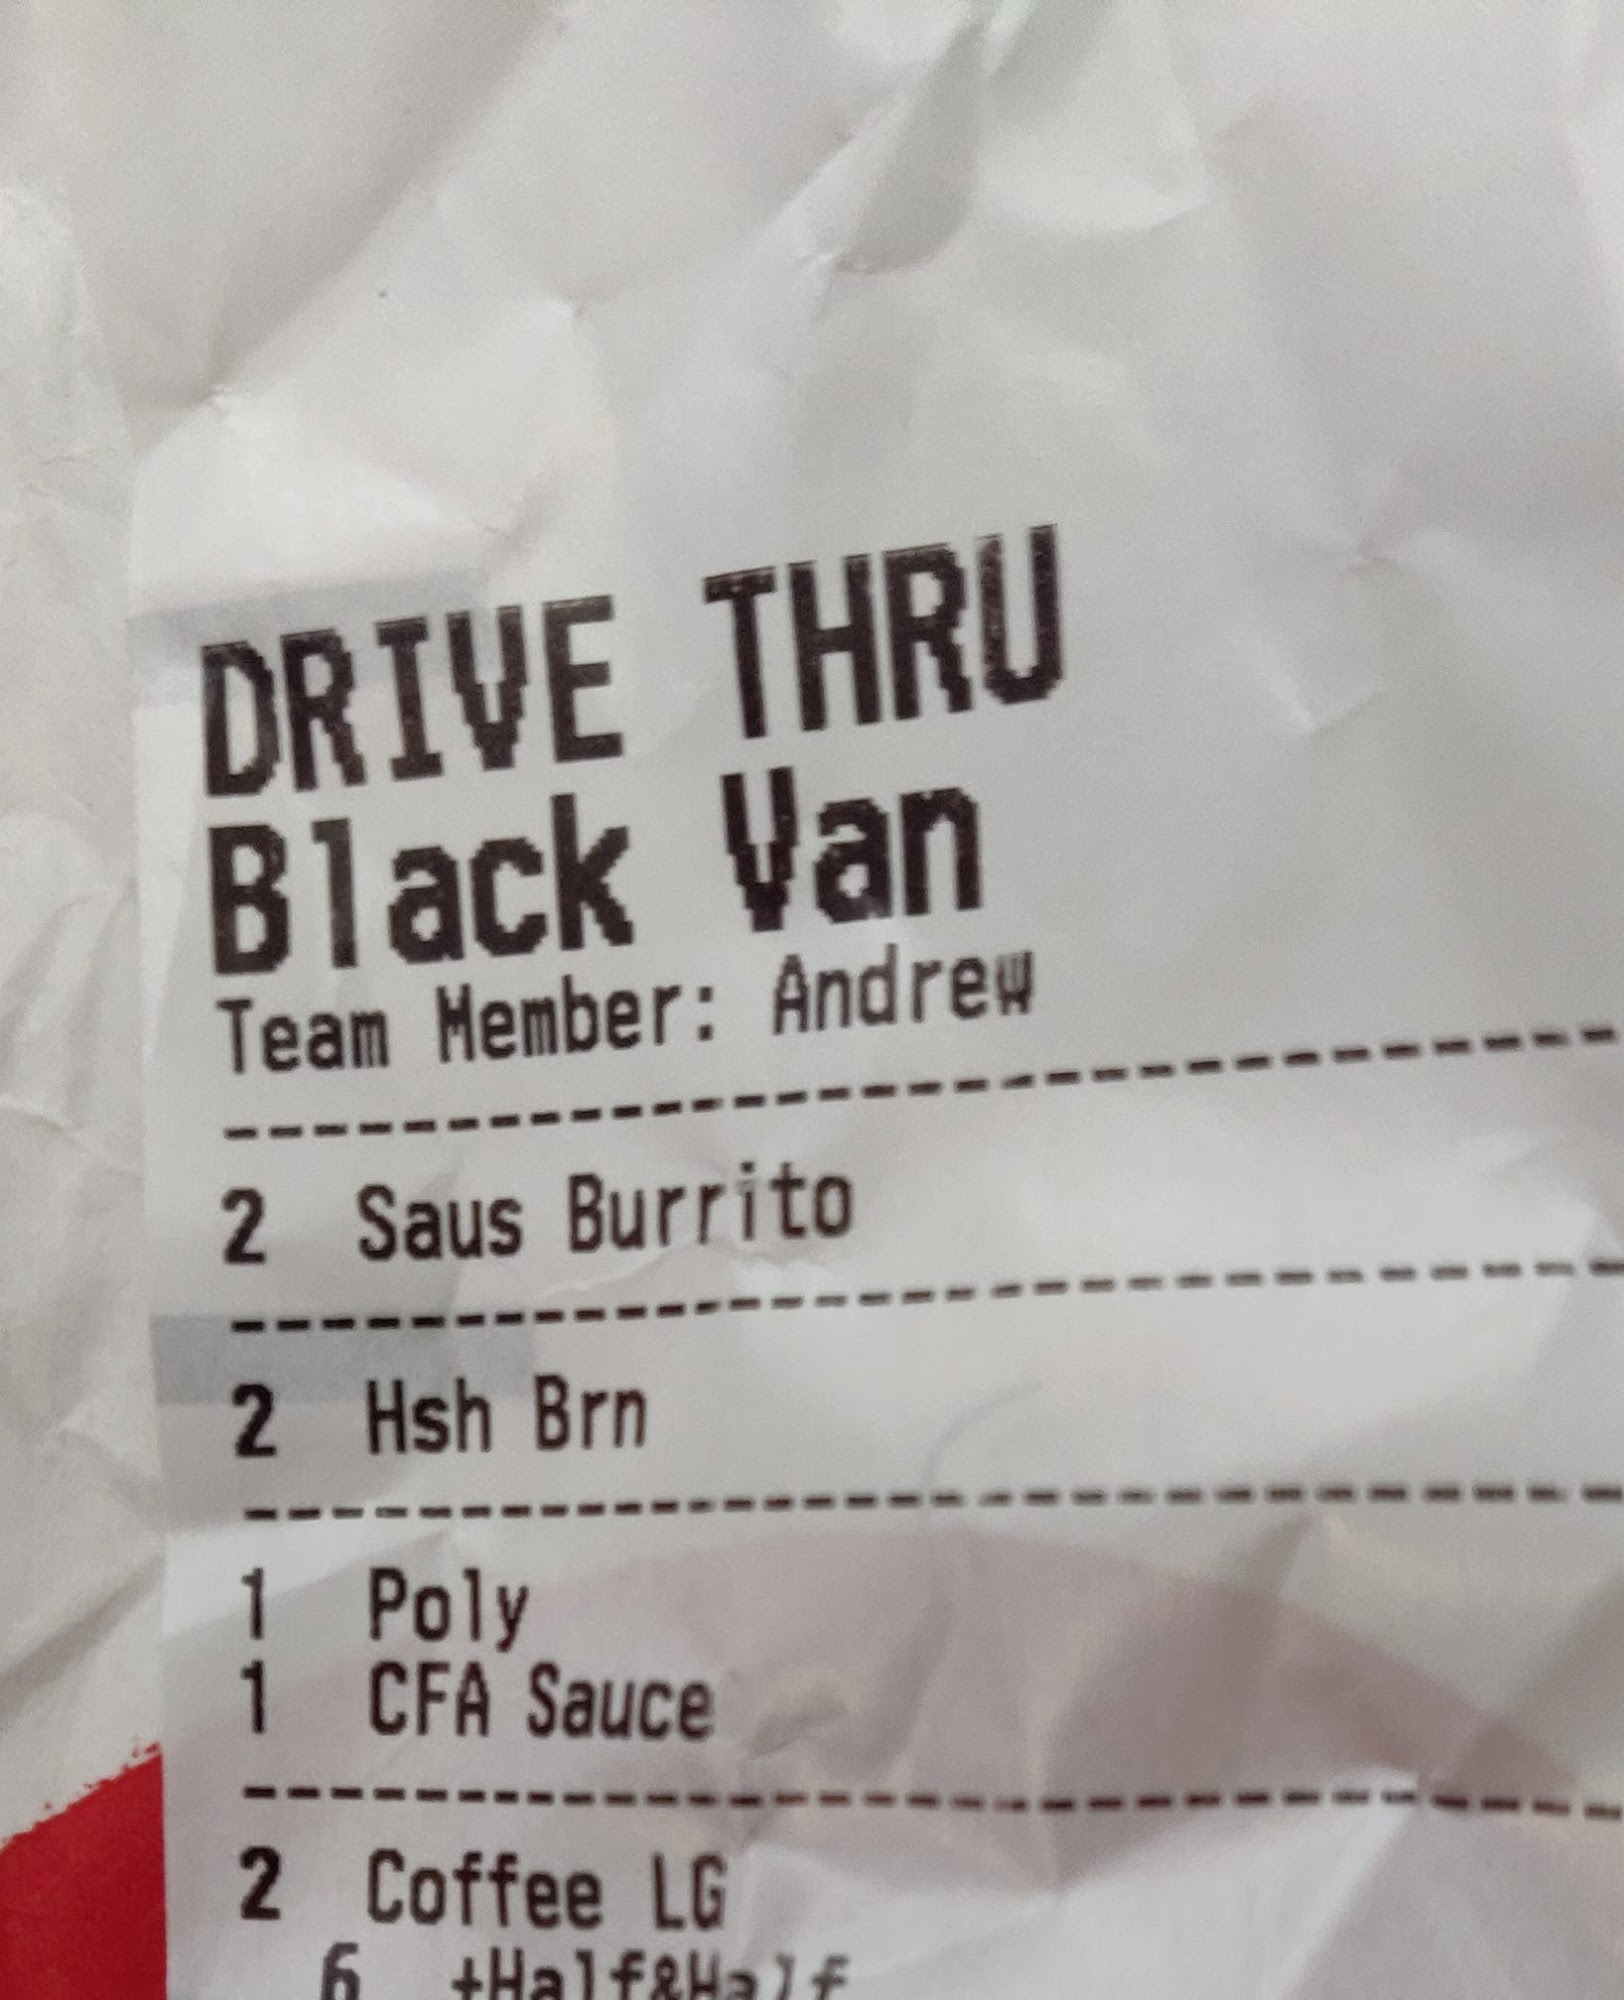 DRIVE THRU
Black Van
Team Member: Andrew
2 Saus Burrito
2 Hsh Brn
1 Poly
1 CFA Sauce
2 Coffee LG
6 +Half&Half